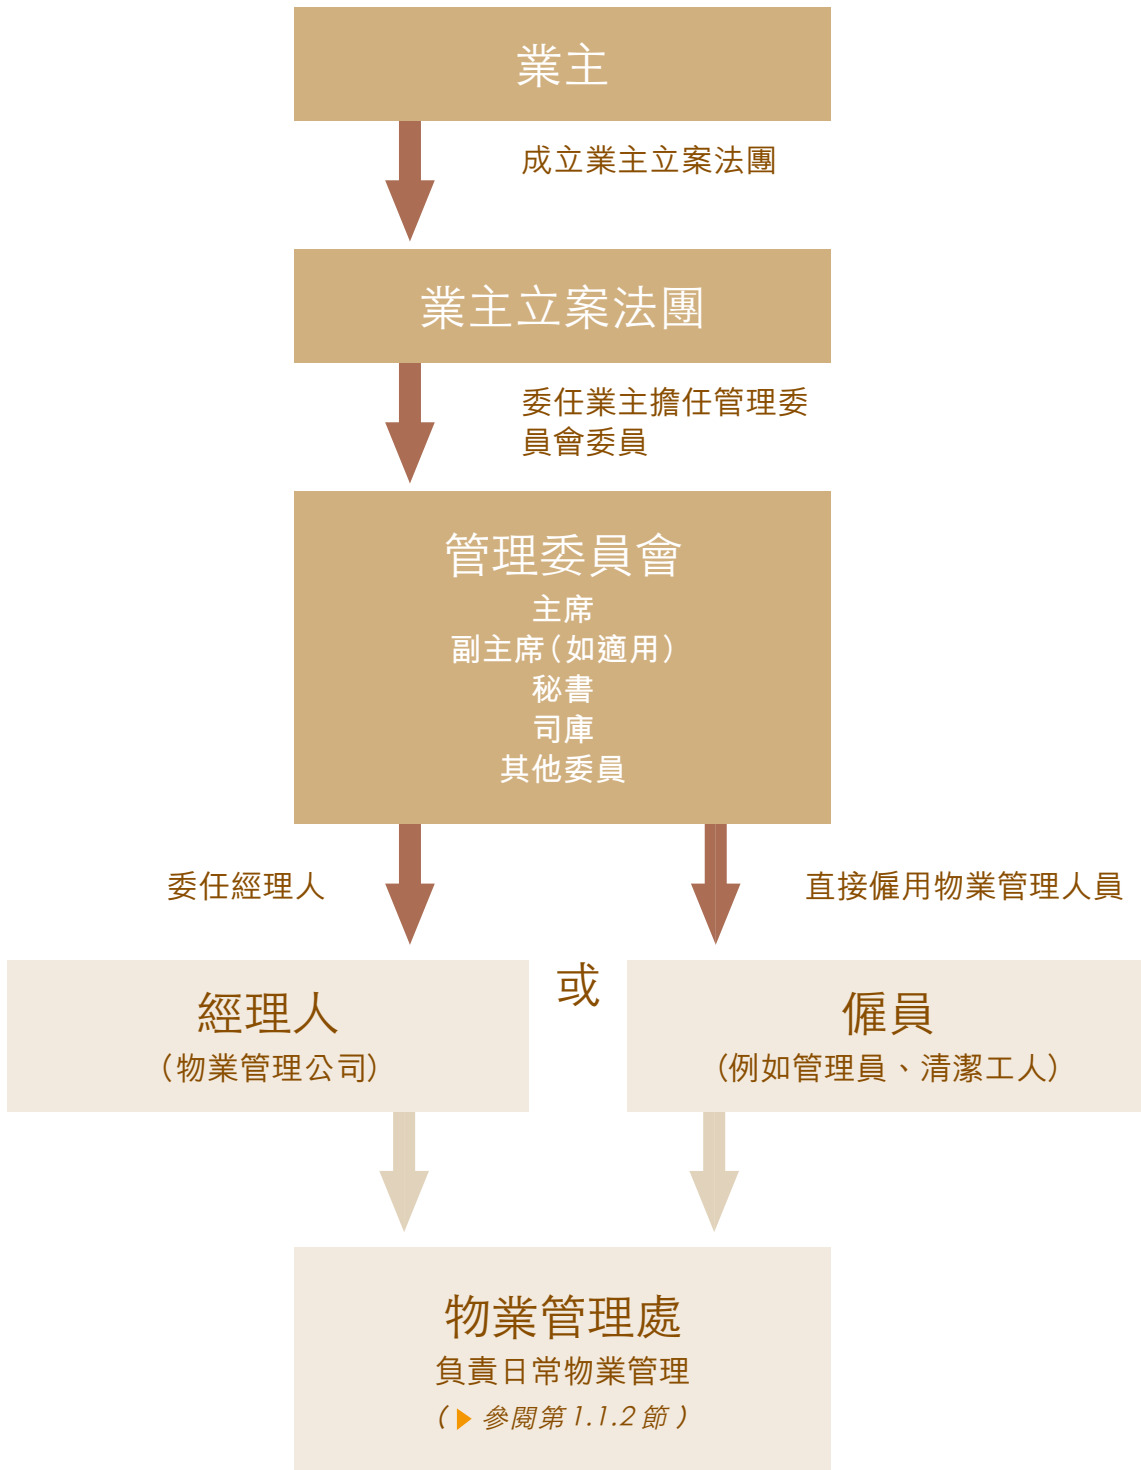 業主
成立業主立案法團
業主立案法團
委任業主擔任管理委
員會委員
管理委員會
主席
副主席(如適用)
秘書
司庫
其他委員
委任經理人
直接僱用物業管理人員
或
經理人
(物業管理公司)
僱員
(例如管理員、清潔工人)
物業管理處
負責日常物業管理
(▶ 參閱第1.1.2節)